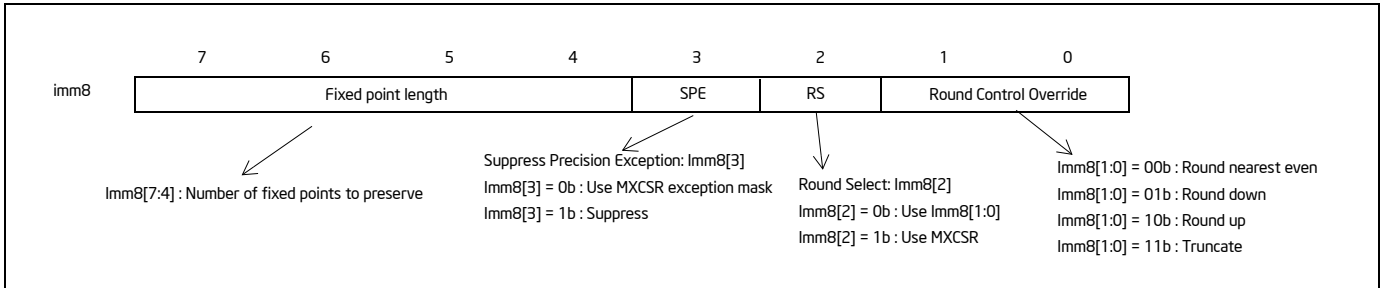 7 6 5 4 3 2 1 0
imm8 Fixed point length SPE RS Round Control Override
Imm8[7:4] : Number of fixed points to preserve
Suppress Precision Exception: Imm8[3]
Imm8[3] = 0b : Use MXCSR exception mask
Imm8[3] = 1b : Suppress
Round Select: Imm8[2]
Imm8[2] = 0b : Use Imm8[1:0]
Imm8[2] = 1b : Use MXCSR
Imm8[1:0] = 00b : Round nearest even
Imm8[1:0] = 01b : Round down
Imm8[1:0] = 10b : Round up
Imm8[1:0] = 11b : Truncate